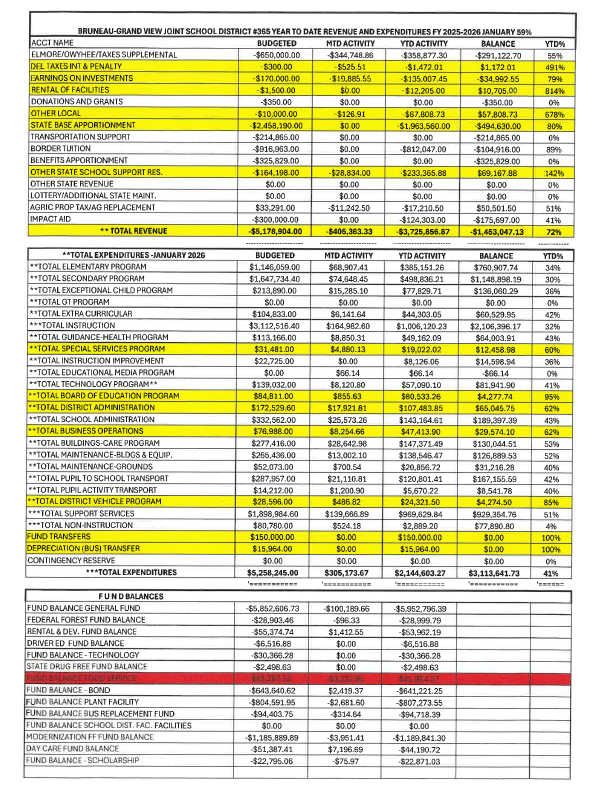 BRUNEAU-GRAND VIEW JOINT SCHOOL DISTRICT #365 YEAR TO DATE REVENUE AND EXPENDITURES FY 2025-2026 JANUARY 59%
ACCT NAME BUDGETED MTD ACTIVITY YTD ACTIVITY BALANCE YTD%
ELMORE/OWYHEE/TAXES SUPPLEMENTAL -$650,000.00 -$344,748.86 -$358,877.30 -$291,122.70 55%
DEL TAXES INT & PENALTY -$300.00 -$525.51 -$1,472.01 $1,172.01 491%
EARNINGS ON INVESTMENTS -$170,000.00 -$19,885.55 -$135,007.45 -$34,992.55 79%
RENTAL OF FACILITIES -$1,500.00 $0.00 -$12,205.00 $10,705.00 814%
DONATIONS AND GRANTS -$350.00 $0.00 $0.00 -$350.00 0%
OTHER LOCAL -$10,000.00 -$126.91 -$67,808.73 $57,808.73 678%
STATE BASE APPORTIONMENT -$2,458,190.00 $0.00 -$1,963,560.00 -$494,630.00 80%
TRANSPORTATION SUPPORT -$214,865.00 $0.00 $0.00 -$214,865.00 0%
BORDER TUITION -$916,963.00 $0.00 -$812,047.00 -$104,916.00 89%
BENEFITS APPORTIONMENT -$325,829.00 $0.00 $0.00 -$325,829.00 0%
OTHER STATE SCHOOL SUPPORT RES. -$164,198.00 -$28,834.00 -$233,365.88 $69,167.88 142%
OTHER STATE REVENUE $0.00 $0.00 $0.00 $0.00 0%
LOTTERY/ADDITIONAL STATE MAINT. $0.00 $0.00 $0.00 $0.00 0%
AGRIC PROP TAX/AG REPLACEMENT $33,291.00 -$11,242.50 -$17,210.50 $50,501.50 51%
IMPACT AID -$300,000.00 $0.00 -$124,303.00 -$175,697.00 41%
** TOTAL REVENUE -$5,178,904.00 -$405,363.33 -$3,725,856.87 -$1,453,047.13 72%
**TOTAL EXPENDITURES -JANUARY 2026 BUDGETED MTD ACTIVITY YTD ACTIVITY BALANCE YTD%
**TOTAL ELEMENTARY PROGRAM $1,146,059.00 $68,907.41 $385,151.26 $760,907.74 34%
**TOTAL SECONDARY PROGRAM $1,647,734.40 $74,648.45 $498,836.21 $1,148,898.19 30%
**TOTAL EXCEPTIONAL CHILD PROGRAM $213,890.00 $15,285.10 $77,829.71 $136,060.29 36%
**TOTAL GT PROGRAM $0.00 $0.00 $0.00 $0.00 0%
**TOTAL EXTRA CURRICULAR $104,833.00 $6,141.64 $44,303.05 $60,529.95 42%
***TOTAL INSTRUCTION $3,112,516.40 $164,982.60 $1,006,120.23 $2,106,396.17 32%
**TOTAL GUIDANCE-HEALTH PROGRAM $113,166.00 $8,850.31 $49,162.09 $64,003.91 43%
**TOTAL SPECIAL SERVICES PROGRAM $31,481.00 $4,880.13 $19,022.02 $12,458.98 60%
**TOTAL INSTRUCTION IMPROVEMENT $22,725.00 $0.00 $8,126.06 $14,598.94 36%
**TOTAL EDUCATIONAL MEDIA PROGRAM $0.00 $66.14 $66.14 -$66.14 0%
**TOTAL TECHNOLOGY PROGRAM** $139,032.00 $8,120.80 $57,090.10 $81,941.90 41%
**TOTAL BOARD OF EDUCATION PROGRAM $84,811.00 $855.63 $80,533.26 $4,277.74 95%
**TOTAL DISTRICT ADMINISTRATION $172,529.60 $17,921.81 $107,483.85 $65,045.75 62%
**TOTAL SCHOOL ADMINISTRATION $332,562.00 $25,573.26 $143,164.61 $189,397.39 43%
**TOTAL BUSINESS OPERATIONS $76,988.00 $8,254.66 $47,413.90 $29,574.10 62%
**TOTAL BUILDINGS-CARE PROGRAM $277,416.00 $28,642.98 $147,371.49 $130,044.51 53%
**TOTAL MAINTENANCE-BLDGS & EQUIP. $265,436.00 $13,002.10 $138,546.47 $126,889.53 52%
**TOTAL MAINTENANCE-GROUNDS $52,073.00 $700.54 $20,856.72 $31,216.28 40%
**TOTAL PUPIL TO SCHOOL TRANSPORT $287,957.00 $21,110.81 $120,801.41 $167,155.59 42%
**TOTAL PUPIL ACTIVITY TRANSPORT $14,212.00 $1,200.90 $5,670.22 $8,541.78 40%
**TOTAL DISTRICT VEHICLE PROGRAM $28,596.00 $486.82 $24,321.50 $4,274.50 85%
***TOTAL SUPPORT SERVICES $1,898,984.60 $139,666.89 $969,629.84 $929,354.76 51%
***TOTAL NON-INSTRUCTION $80,780.00 $524.18 $2,889.20 $77,890.80 4%
FUND TRANSFERS $150,000.00 $0.00 $150,000.00 $0.00 100%
DEPRECIATION (BUS) TRANSFER $15,964.00 $0.00 $15,964.00 $0.00 100%
CONTINGENCY RESERVE $0.00 $0.00 $0.00 $0.00 0%
***TOTAL EXPENDITURES $5,258,245.00 $305,173.67 $2,144,603.27 $3,113,641.73 41%
F U N D BALANCES
FUND BALANCE GENERAL FUND -$5,852,606.73 -$100,189.66 -$5,952,796.39
FEDERAL FOREST FUND BALANCE -$28,903.46 -$96.33 -$28,999.79
RENTAL & DEV. FUND BALANCE -$55,374.74 $1,412.55 -$53,962.19
DRIVER ED FUND BALANCE -$6,516.88 $0.00 -$6,516.88
FUND BALANCE - TECHNOLOGY -$30,366.28 $0.00 -$30,366.28
STATE DRUG FREE FUND BALANCE -$2,498.63 $0.00 -$2,498.63
FUND BALANCE FOOD SERVICE
FUND BALANCE - BOND -$643,640.62 $2,419.37 -$641,221.25
FUND BALANCE PLANT FACILITY -$804,591.95 -$2,681.60 -$807,273.55
FUND BALANCE BUS REPLACEMENT FUND -$94,403.75 -$314.64 -$94,718.39
FUND BALANCE SCHOOL DIST. FAC. FACILITIES $0.00 $0.00 $0.00
MODERNIZATION FF FUND BALANCE -$1,185,889.89 -$3,951.41 -$1,189,841.30
DAY CARE FUND BALANCE -$51,387.41 $7,196.69 -$44,190.72
FUND BALANCE - SCHOLARSHIP -$22,795.06 -$75.97 -$22,871.03